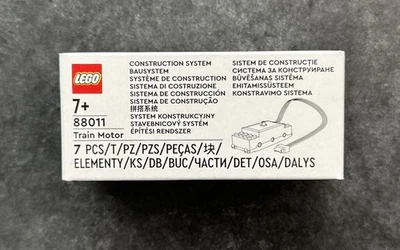 LEGO
7+
88011
Train Motor
CONSTRUCTION SYSTEM
BAUSYSTEM
SYSTÈME DE CONSTRUCTION
SISTEMA DI COSTRUZIONE
SISTEMA DE CONSTRUCCIÓN
SISTEMA DE CONSTRUÇÃO
拼搭系统
SYSTEM KONSTRUKCYJNY
STAVEBNICOVÝ SYSTÉM
ÉPÍTÉSI RENDSZER
SISTEM DE CONSTRUCȚIE
СИСТЕМА ЗА КОНСТРУИРАНЕ
BŪVĒŠANAS SISTĒMA
EHITAMISSÜSTEEM
KONSTRAVIMO SISTEMA
7 PCS/T/PZ/PZS/PEÇAS/块/
ELEMENTY/KS/DB/BUC/ЧАСТИ/DET/OSA/DALYS